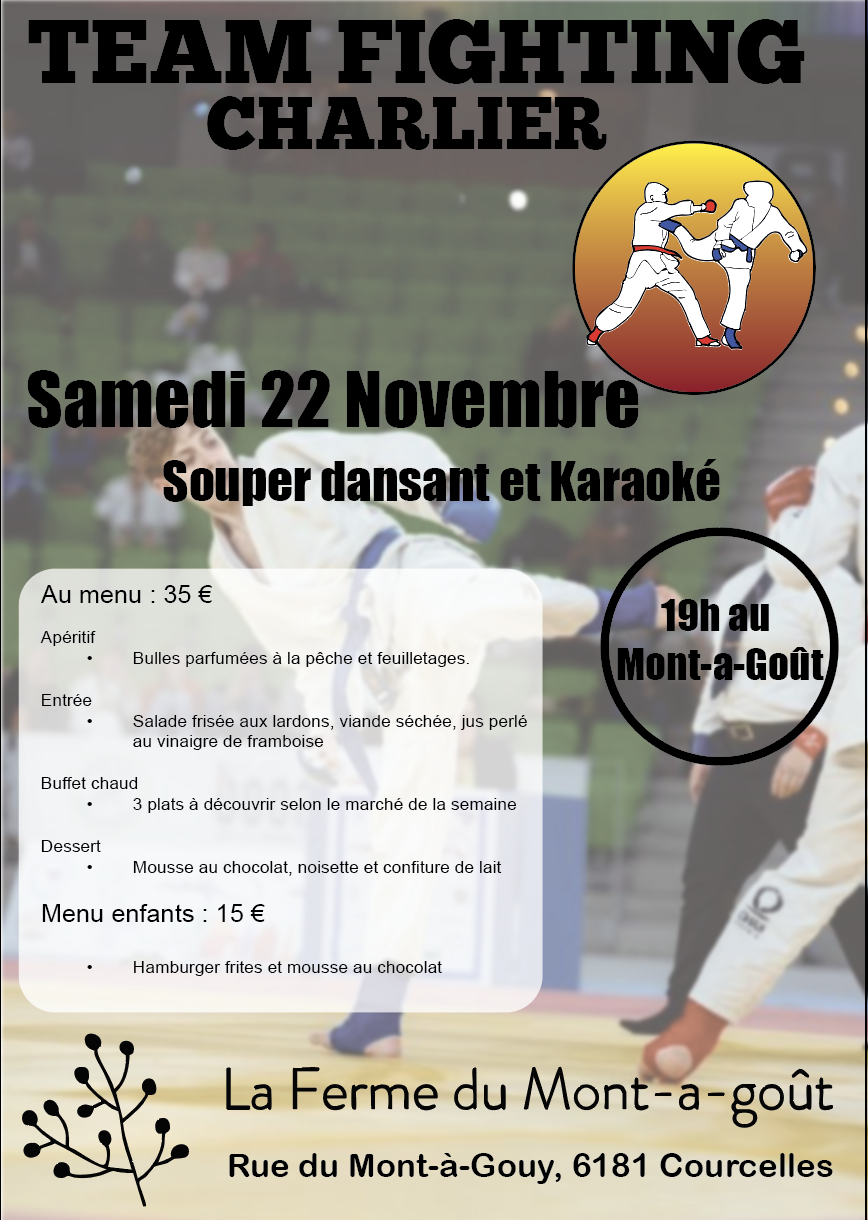 TEAM FIGHTING
CHARLIER
Samedi 22 Novembre
Souper dansant et Karaoké
19h au
Mont-a-Goût
Au menu : 35 €
Apéritif
• Bulles parfumées à la pêche et feuilletages.
Entrée
• Salade frisée aux lardons, viande séchée, jus perlé
au vinaigre de framboise
Buffet chaud
• 3 plats à découvrir selon le marché de la semaine
Dessert
• Mousse au chocolat, noisette et confiture de lait
Menu enfants : 15 €
• Hamburger frites et mousse au chocolat
La Ferme du Mont-a-goût
Rue du Mont-à-Gouy, 6181 Courcelles